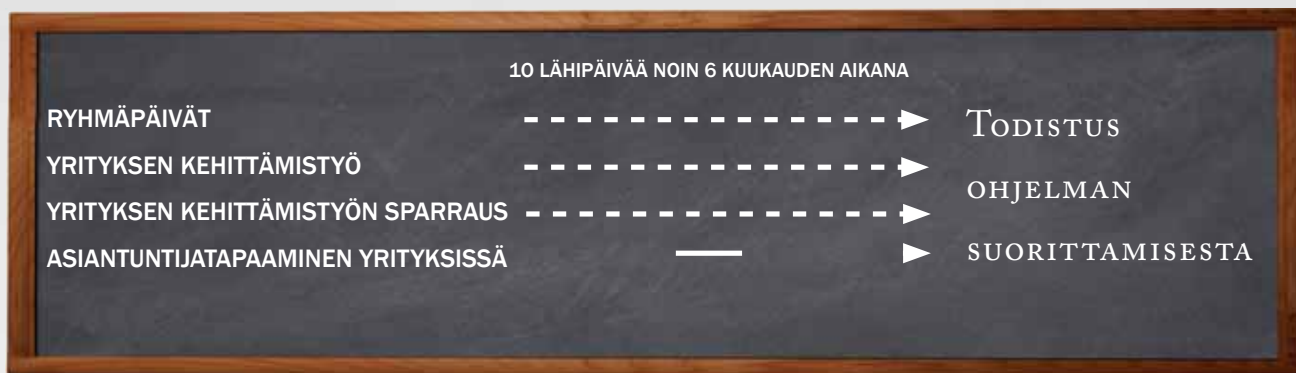 10 LÄHIPÄIVÄÄ NOIN 6 KUUKAUDEN AIKANA
RYHMÄPÄIVÄT
YRITYKSEN KEHITTÄMISTYÖ
YRITYKSEN KEHITTÄMISTYÖN SPARRAUS
ASIANTUNTIJATAPAAMINEN YRITYKSISSÄ
Todistus
ohjelman
suorittamisesta